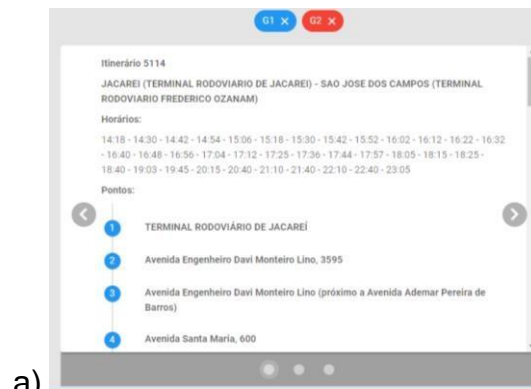 G1 X G2 X
Itinerário 5114
JACAREI (TERMINAL RODOVIARIO DE JACAREI) - SAO JOSE DOS CAMPOS (TERMINAL
RODOVIARIO FREDERICO OZANAM)
Horários:
14:18 - 14:30 - 14:42 - 14:54 - 15:06 - 15:18 - 15:30 - 15:42 - 15:52 - 16:02 - 16:12 - 16:22 - 16:32
- 16:40 - 16:48 - 16:56 - 17:04 - 17:12 - 17:25 - 17:36 - 17:44 - 17:57 - 18:05 - 18:15 - 18:25 -
18:40 - 19:03 - 19:45 - 20:15 - 20:40 - 21:10 - 21:40 - 22:10 - 22:40 - 23:05
Pontos:
1 TERMINAL RODOVIÁRIO DE JACAREÍ
2 Avenida Engenheiro Davi Monteiro Lino, 3595
3 Avenida Engenheiro Davi Monteiro Lino (próximo a Avenida Ademar Pereira de
Barros)
4 Avenida Santa Maria, 600
a)